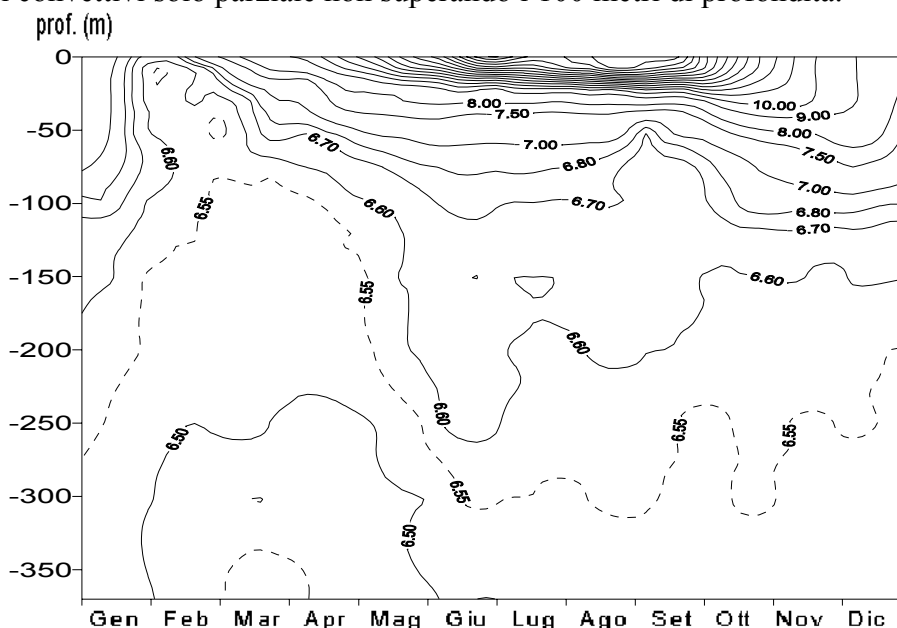 i convettivi solo parziale non superando i 100 metri di profondità.
prof. (m)
0
8.00 10.00
7.50 9.00
-50 6.70 7.00 8.00
6.60 6.80 7.50
7.00
-100 6.55 6.60 6.70 6.80
6.70
-150 6.55 6.60
-200 6.60
-250 6.50 6.60 6.55 6.55
-300 6.55
6.50
-350
Gen Feb Mar Apr Mag Giu Lug Ago Set Ott Nov Dic